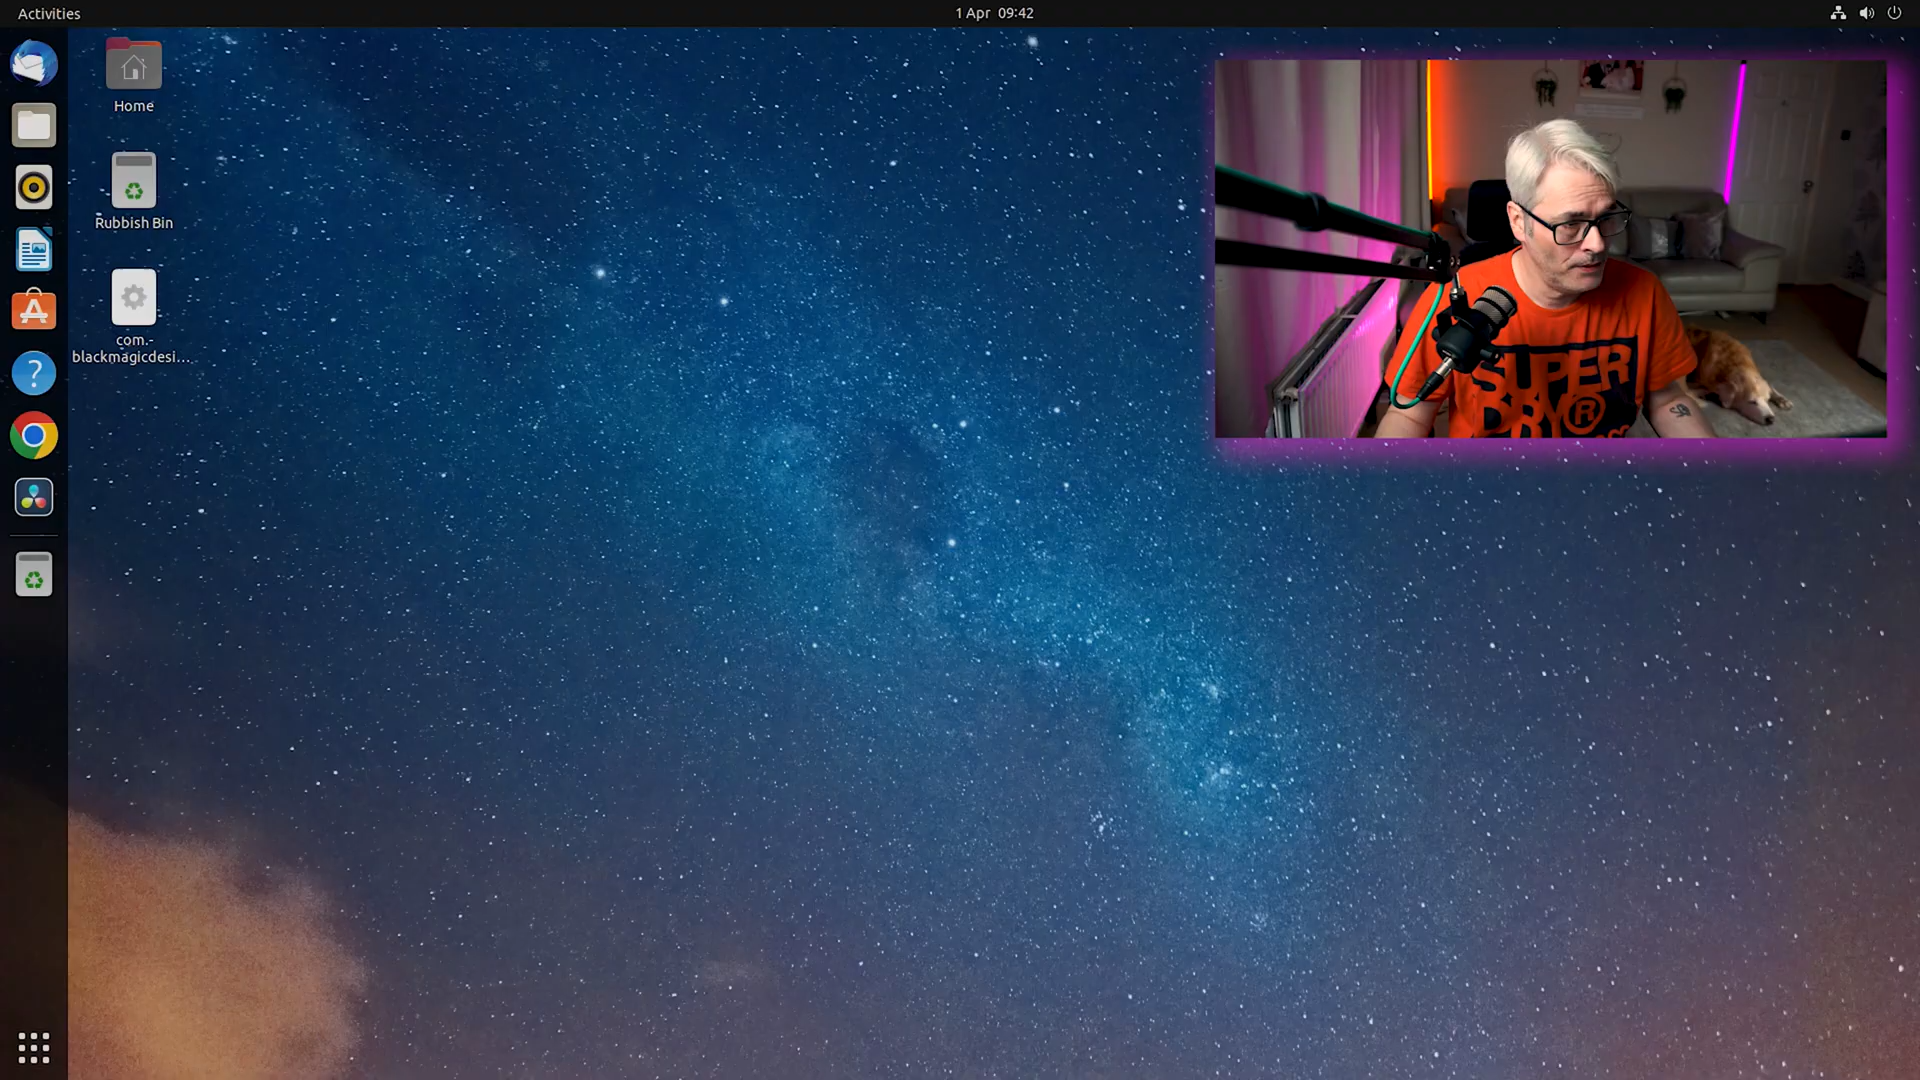 Activities
1 Apr 09:42
Home
Rubbish Bin
com.-
blackmagicdesi...
SUPER
DRY®